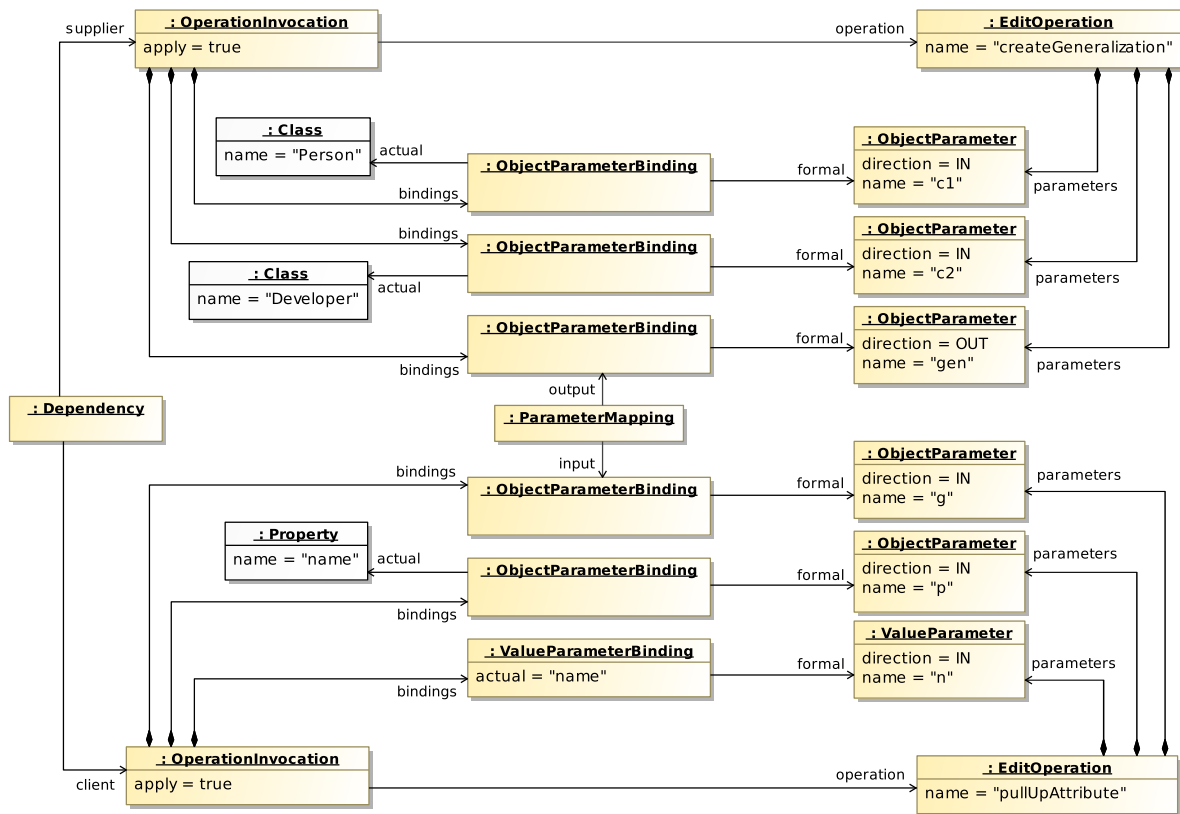 : OperationInvocation
apply = true
supplier
operation
: EditOperation
name = "createGeneralization"
: Class
name = "Person"
actual
: ObjectParameterBinding
bindings
formal
: ObjectParameter
direction = IN
name = "c1"
parameters
bindings
: ObjectParameterBinding
: Class
name = "Developer"
actual
formal
: ObjectParameter
direction = IN
name = "c2"
parameters
: ObjectParameterBinding
bindings
formal
: ObjectParameter
direction = OUT
name = "gen"
parameters
output
: Dependency
: ParameterMapping
input
bindings
: ObjectParameterBinding
formal
: ObjectParameter
direction = IN
name = "g"
parameters
: Property
name = "name"
actual
: ObjectParameterBinding
bindings
formal
: ObjectParameter
direction = IN
name = "p"
parameters
: ValueParameterBinding
actual = "name"
bindings
formal
: ValueParameter
direction = IN
name = "n"
parameters
client
: OperationInvocation
apply = true
operation
: EditOperation
name = "pullUpAttribute"